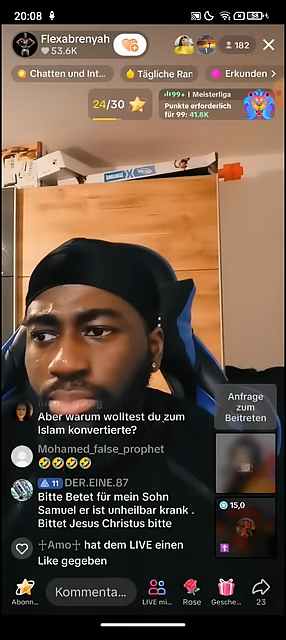 20:08
58
Flexabrenyah
53.6K
182
Chatten und Int...
Tägliche Ran
Erkunden
24/30
99+ | Meisterliga
Punkte erforderlich
für 99: 41.8K
X
Aber warum wolltest du zum
Islam konvertierte?
Mohamed_false_prophet
🤣🤣🤣🤣
11 DER.EINE.87
Bitte Betet für mein Sohn
Samuel er ist unheilbar krank .
Bittet Jesus Christus bitte
♱Amo♱ hat dem LIVE einen
Like gegeben
Anfrage
zum
Beitreten
15,0
Abonn...
Kommenta...
LIVE mi...
Rose
Gesche...
23